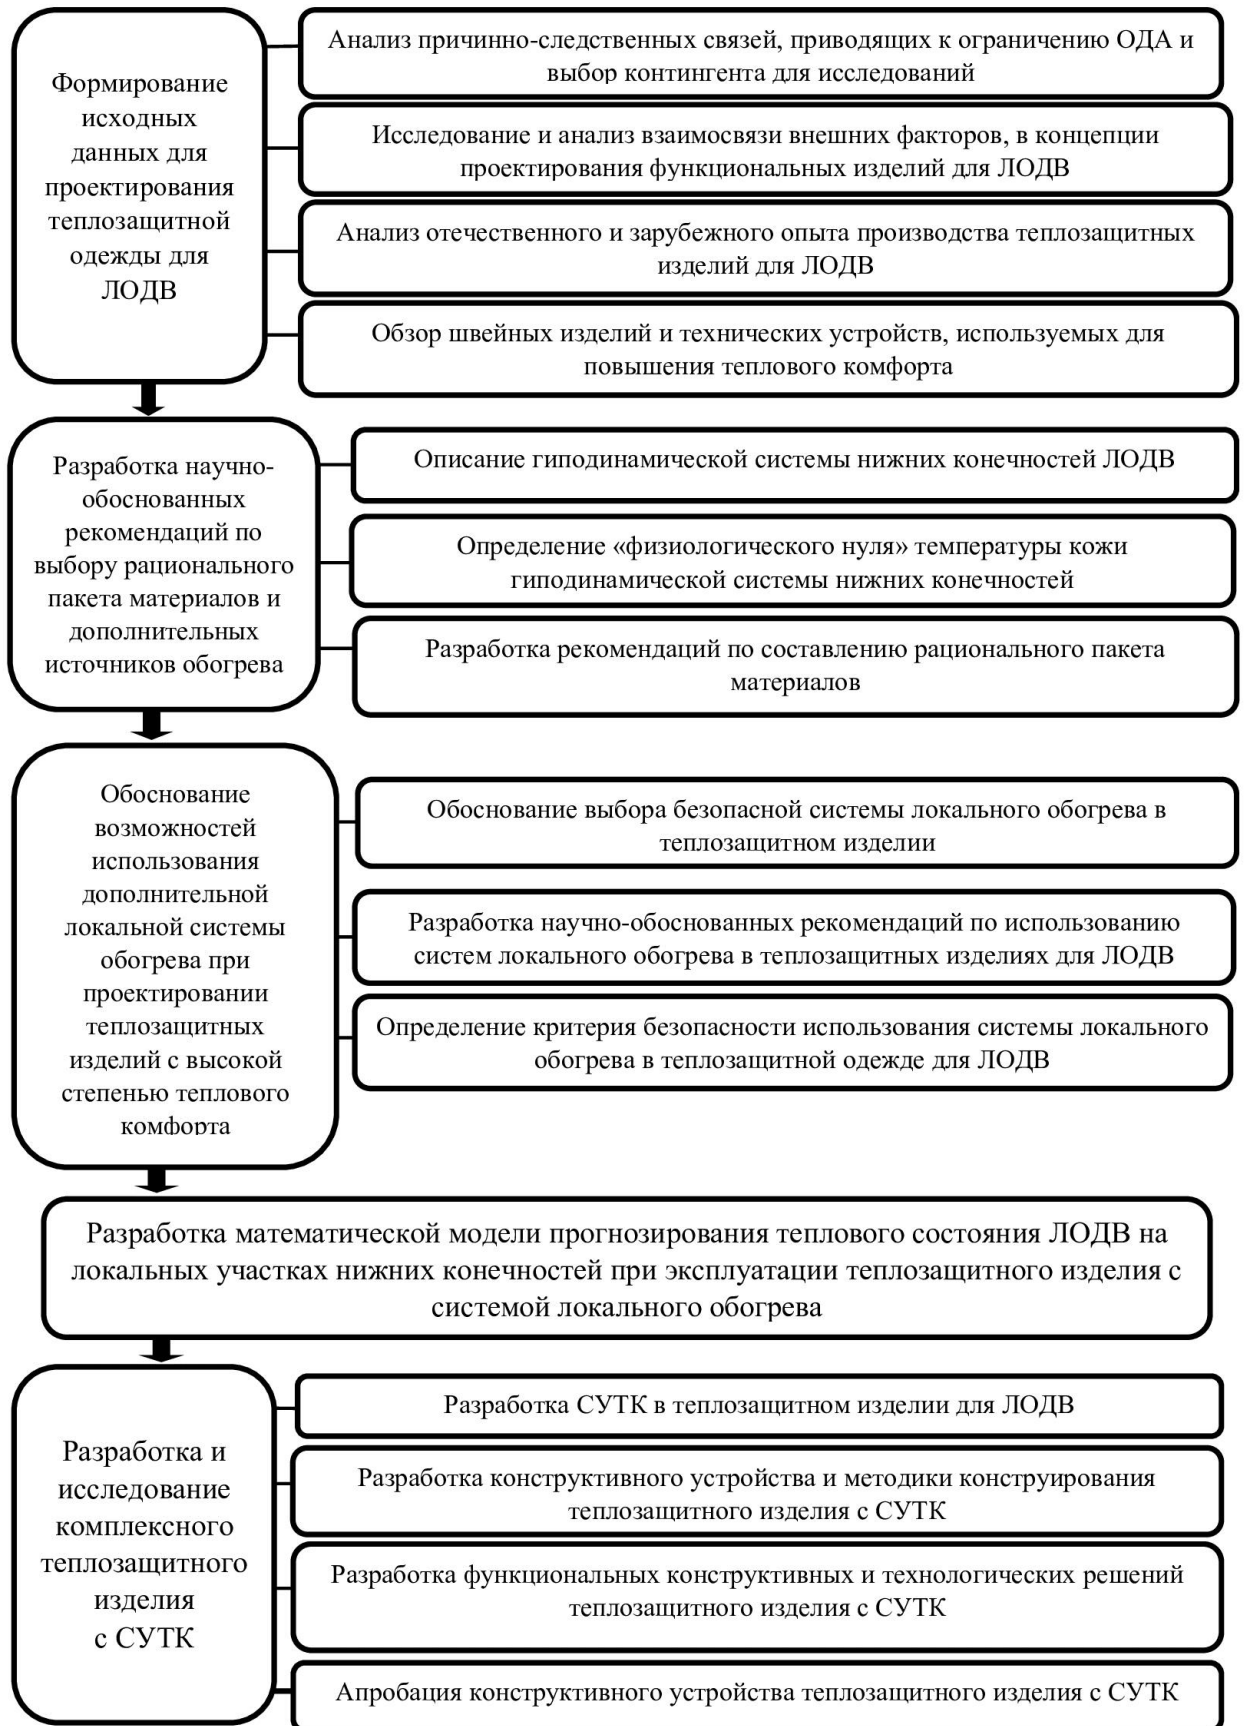 Формирование
исходных
данных для
проектирования
теплозащитной
одежды для
ЛОДВ
Анализ причинно-следственных связей, приводящих к ограничению ОДА и
выбор контингента для исследований
Исследование и анализ взаимосвязи внешних факторов, в концепции
проектирования функциональных изделий для ЛОДВ
Анализ отечественного и зарубежного опыта производства теплозащитных
изделий для ЛОДВ
Обзор швейных изделий и технических устройств, используемых для
повышения теплового комфорта
Разработка научно-
обоснованных
рекомендаций по
выбору рационального
пакета материалов и
дополнительных
источников обогрева
Описание гиподинамической системы нижних конечностей ЛОДВ
Определение «физиологического нуля» температуры кожи
гиподинамической системы нижних конечностей
Разработка рекомендаций по составлению рационального пакета
материалов
Обоснование
возможностей
использования
дополнительной
локальной системы
обогрева при
проектировании
теплозащитных
изделий с высокой
степенью теплового
комфорта
Обоснование выбора безопасной системы локального обогрева в
теплозащитном изделии
Разработка научно-обоснованных рекомендаций по использованию
систем локального обогрева в теплозащитных изделиях для ЛОДВ
Определение критерия безопасности использования системы локального
обогрева в теплозащитной одежде для ЛОДВ
Разработка математической модели прогнозирования теплового состояния ЛОДВ на
локальных участках нижних конечностей при эксплуатации теплозащитного изделия с
системой локального обогрева
Разработка и
исследование
комплексного
теплозащитного
изделия
с СУТК
Разработка СУТК в теплозащитном изделии для ЛОДВ
Разработка конструктивного устройства и методики конструирования
теплозащитного изделия с СУТК
Разработка функциональных конструктивных и технологических решений
теплозащитного изделия с СУТК
Апробация конструктивного устройства теплозащитного изделия с СУТК